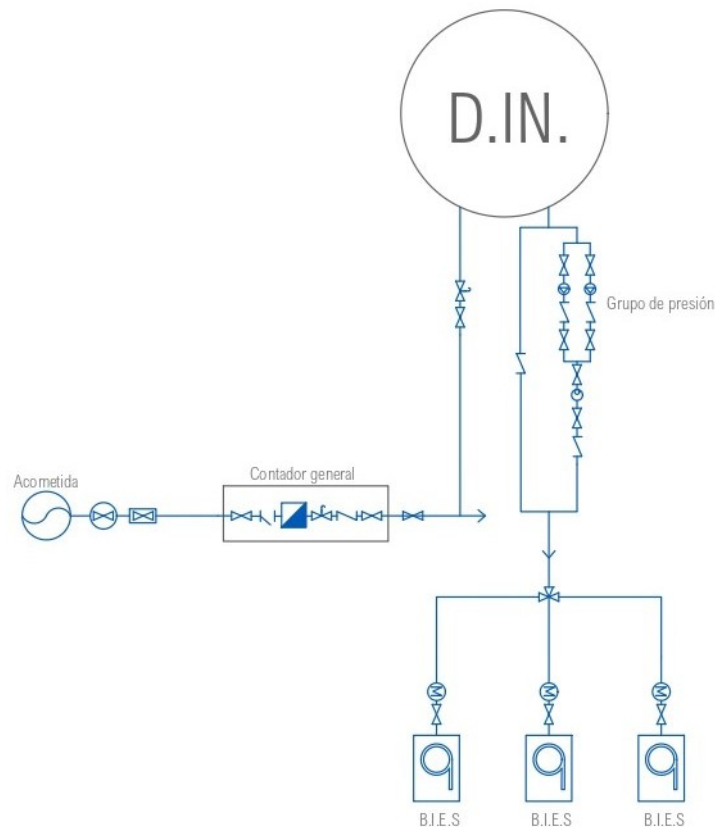 D.IN.
Grupo de presión
Contador general
Acometida
M
M
M
B.I.E.S
B.I.E.S
B.I.E.S